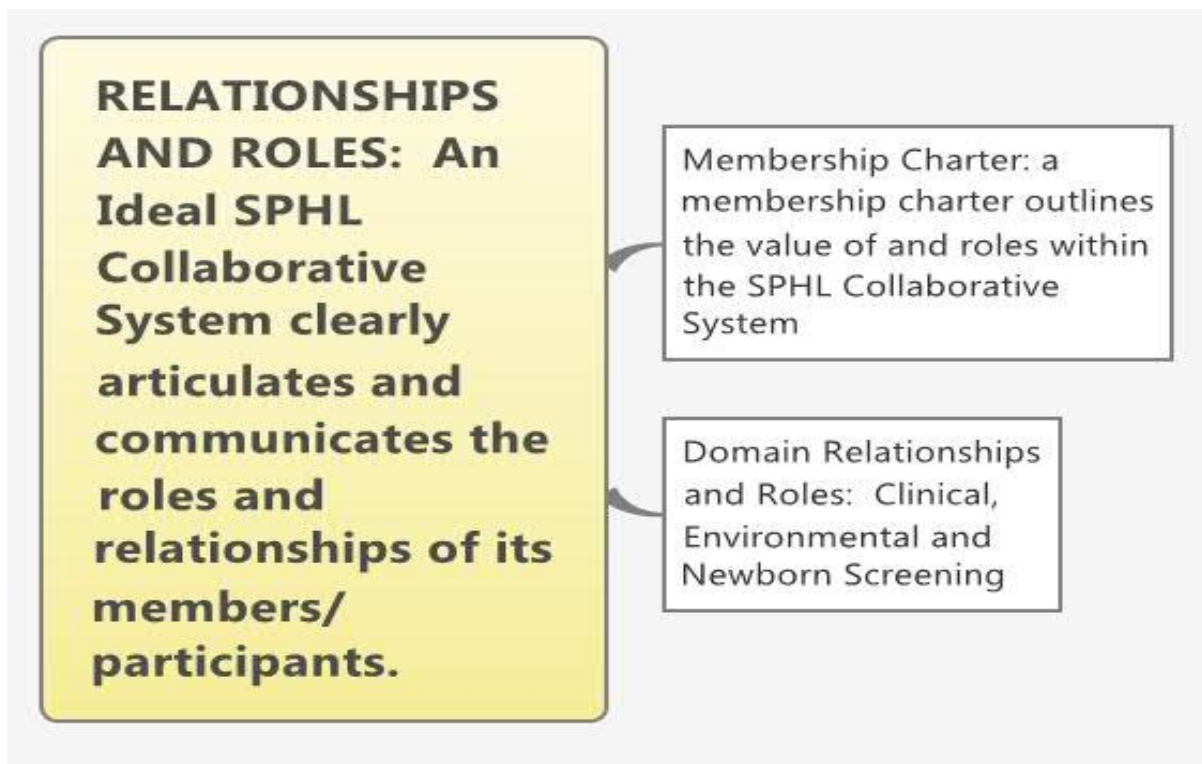 RELATIONSHIPS
AND ROLES:  An
Ideal SPHL
Collaborative
System clearly
articulates and
communicates the
roles and
relationships of its
members/
participants.
Membership Charter: a
membership charter outlines
the value of and roles within
the SPHL Collaborative
System
Domain Relationships
and Roles:  Clinical,
Environmental and
Newborn Screening